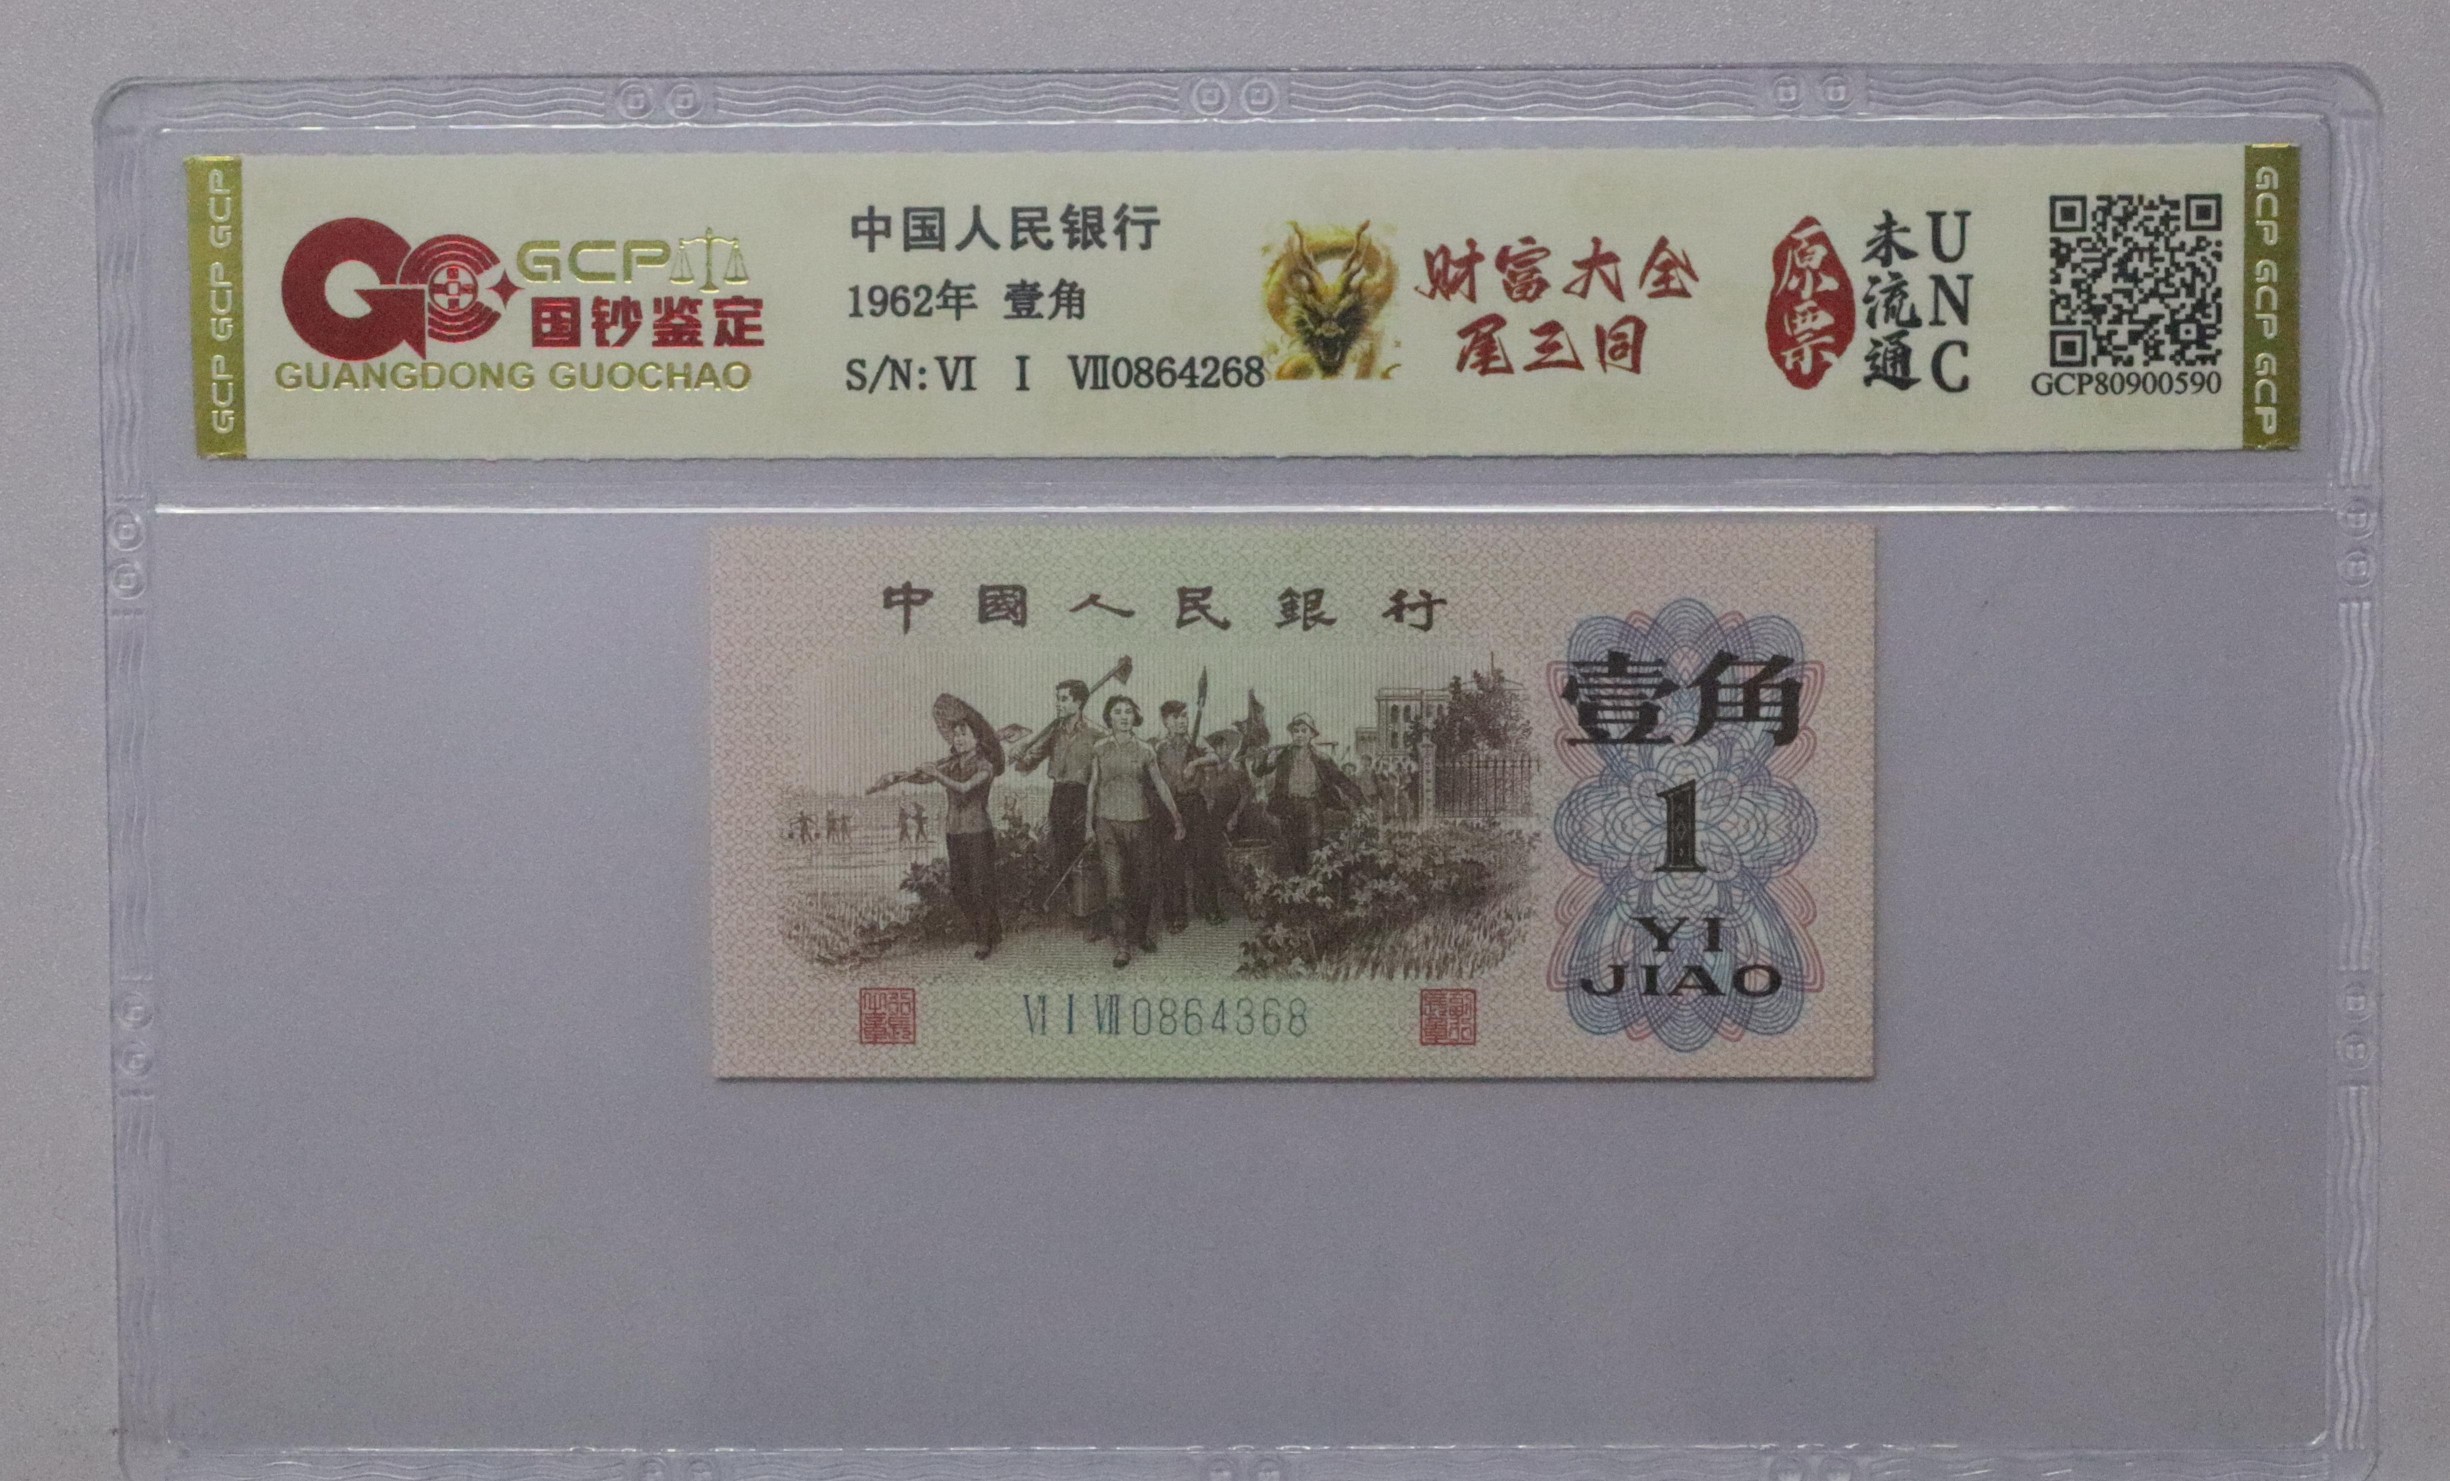 GCP GCP GCP
GCP
国钞鉴定
GUANGDONG GUOCHAO
中国人民银行
1962年 壹角
S/N: VI I VII0864268
财富大全
尾三同
原票
未流通
UNC
GCP80900590
GCP GCP GCP
中國人民銀行
壹角
1
YI
JIAO
VI I VII 0864368